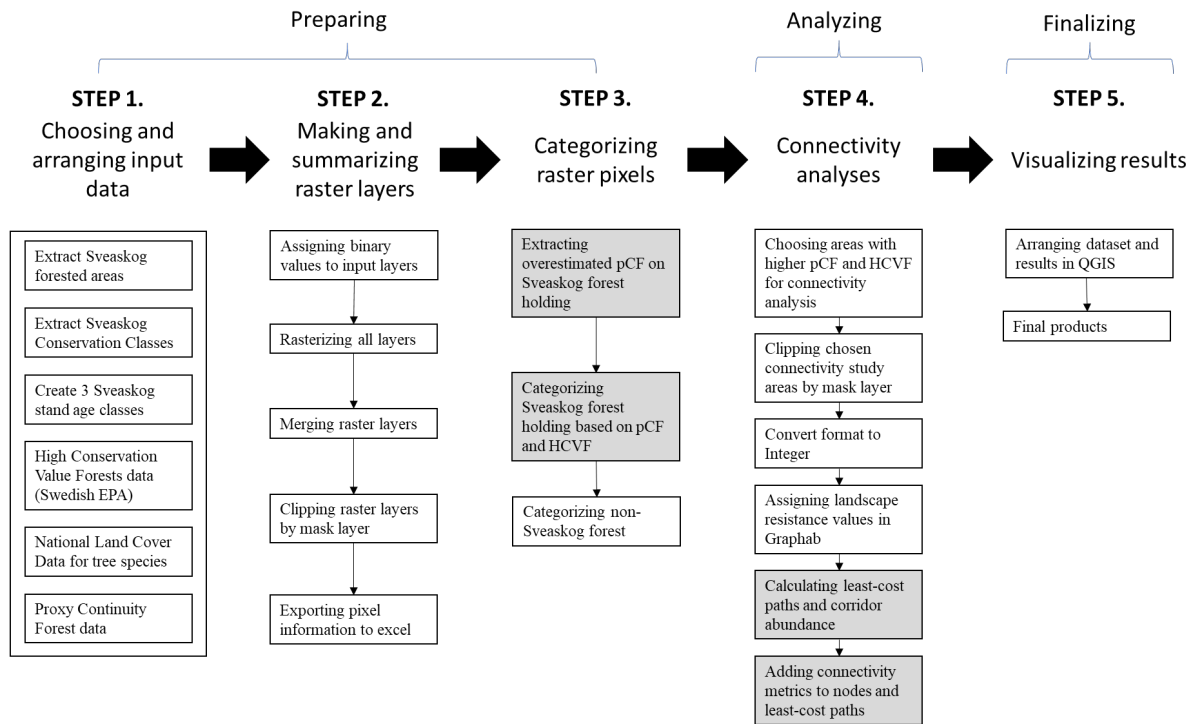 Preparing
Analyzing
Finalizing
STEP 1.
Choosing and
arranging input
data
STEP 2.
Making and
summarizing
raster layers
STEP 3.
Categorizing
raster pixels
STEP 4.
Connectivity
analyses
STEP 5.
Visualizing results
Extract Sveaskog
forested areas
Extract Sveaskog
Conservation Classes
Create 3 Sveaskog
stand age classes
High Conservation
Value Forests data
(Swedish EPA)
National Land Cover
Data for tree species
Proxy Continuity
Forest data
Assigning binary
values to input layers
Rasterizing all layers
Merging raster layers
Clipping raster layers
by mask layer
Exporting pixel
information to excel
Extracting
overestimated pCF on
Sveaskog forest
holding
Categorizing
Sveaskog forest
holding based on pCF
and HCVF
Categorizing non-
Sveaskog forest
Choosing areas with
higher pCF and HCVF
for connectivity
analysis
Clipping chosen
connectivity study
areas by mask layer
Convert format to
Integer
Assigning landscape
resistance values in
Graphab
Calculating least-cost
paths and corridor
abundance
Adding connectivity
metrics to nodes and
least-cost paths
Arranging dataset and
results in QGIS
Final products